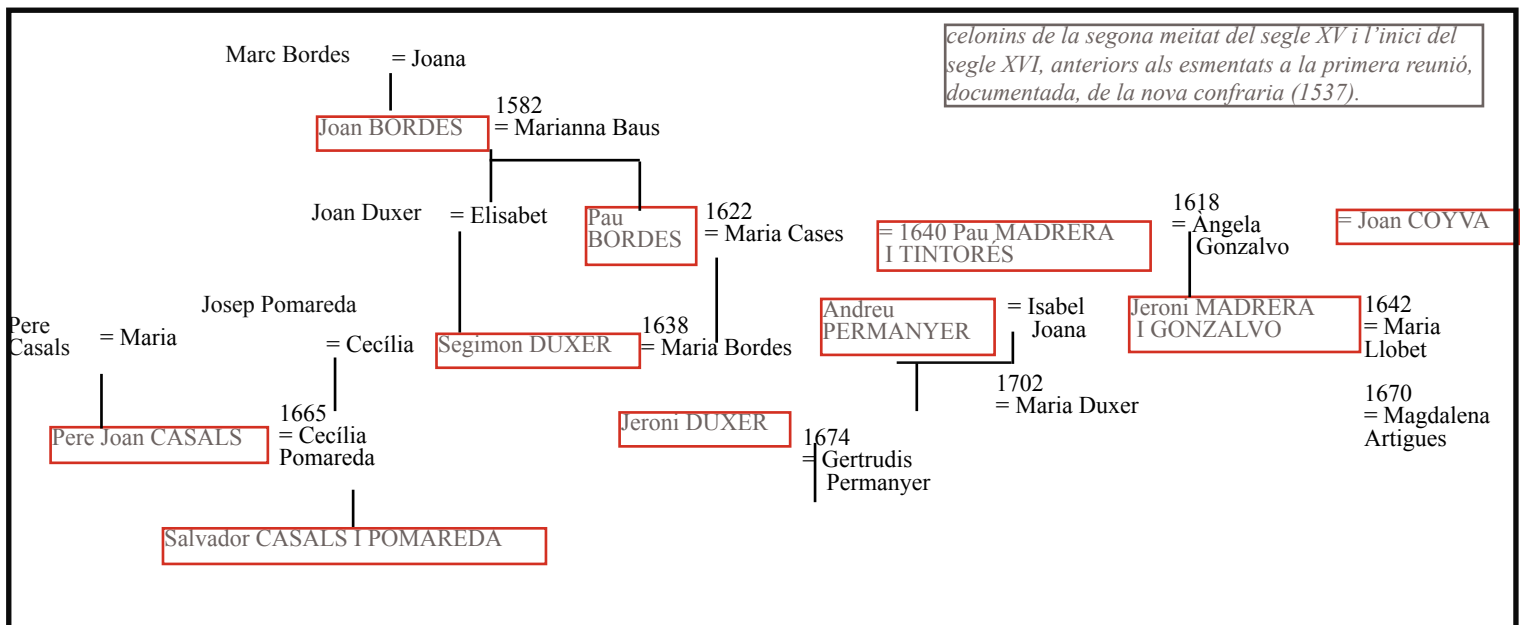 celonins de la segona meitat del segle XV i l'inici del
segle XVI, anteriors als esmentats a la primera reunió,
documentada, de la nova confraria (1537).
Marc Bordes = Joana
1582
Joan BORDES = Marianna Baus
Joan Duxer = Elisabet
Pau
BORDES
1622
= Maria Cases
= 1640 Pau MADRERA
I TINTORÉS
1618
= Àngela
Gonzalvo
= Joan COYVA
Josep Pomareda
= Cecília
Pere
Casals
= Maria
Segimon DUXER
1638
= Maria Bordes
Andreu
PERMANYER
= Isabel
Joana
Jeroni MADRERA
I GONZALVO
1642
= Maria
Llobet
1702
= Maria Duxer
1670
= Magdalena
Artigues
Pere Joan CASALS
1665
= Cecília
Pomareda
Jeroni DUXER
1674
= Gertrudis
Permanyer
Salvador CASALS I POMAREDA